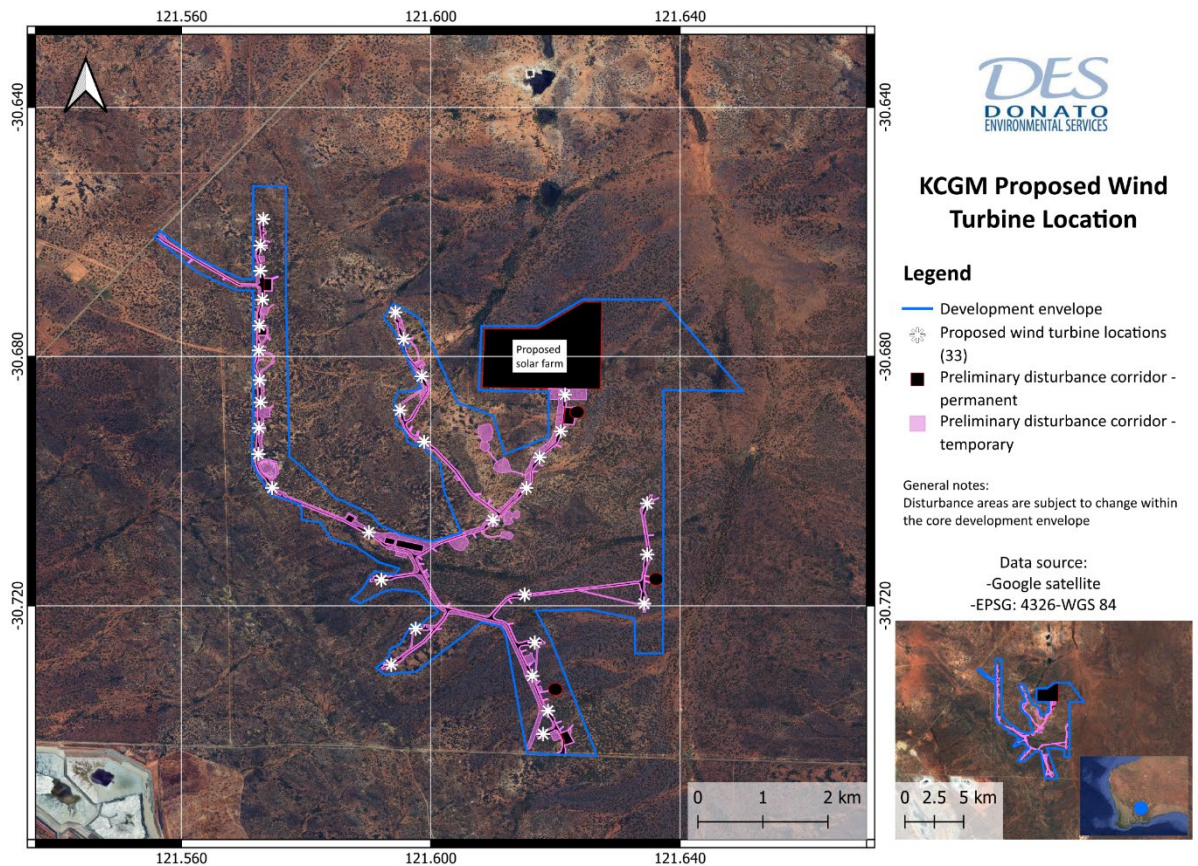 121.560 121.600 121.640
-30.640 -30.640
-30.680 -30.680
-30.720 -30.720
Proposed
solar farm
0 1 2 km
121.560 121.600 121.640
DES
DONATO
ENVIRONMENTAL SERVICES
KCGM Proposed Wind
Turbine Location
Legend
Development envelope
Proposed wind turbine locations
(33)
Preliminary disturbance corridor -
permanent
Preliminary disturbance corridor -
temporary
General notes:
Disturbance areas are subject to change within
the core development envelope
Data source:
-Google satellite
-EPSG: 4326-WGS 84
0 2.5 5 km